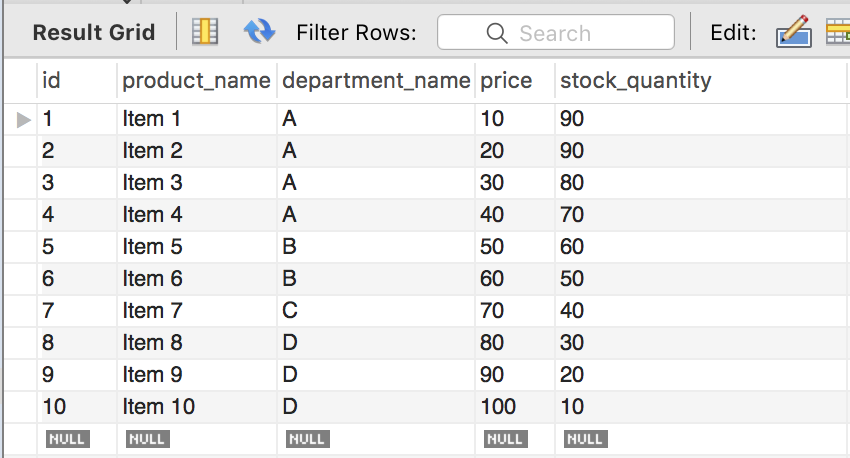 Result Grid Filter Rows: Search Edit:
id product_name department_name price stock_quantity
1 Item 1 A 10 90
2 Item 2 A 20 90
3 Item 3 A 30 80
4 Item 4 A 40 70
5 Item 5 B 50 60
6 Item 6 B 60 50
7 Item 7 C 70 40
8 Item 8 D 80 30
9 Item 9 D 90 20
10 Item 10 D 100 10
NULL NULL NULL NULL NULL